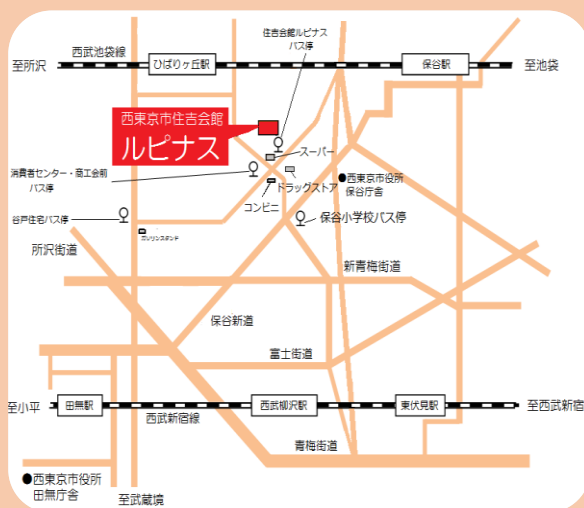 住吉会館ルピナス
バス停
西武池袋線
至所沢
ひばりヶ丘駅
保谷駅
至池袋
西東京市住吉会館
ルピナス
スーパー
消費者センター・商工会前
バス停
ドラッグストア
●西東京市役所
保谷庁舎
コンビニ
谷戸住宅バス停
保谷小学校バス停
ガソリンスタンド
所沢街道
新青梅街道
保谷新道
富士街道
至小平
田無駅
西武新宿線
西武柳沢駅
東伏見駅
至西武新宿
青梅街道
●西東京市役所
田無庁舎
至武蔵境